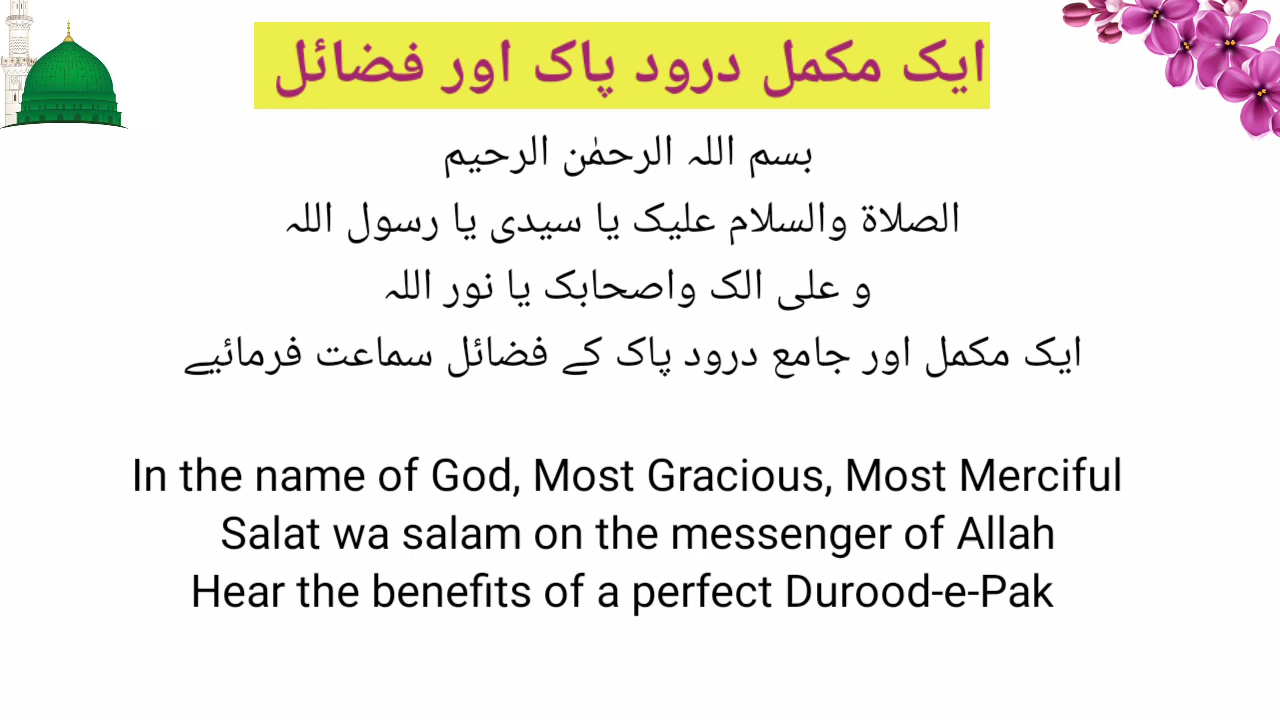 ایک مکمل درود پاک اور فضائل
بسم اللہ الرحمٰن الرحیم
الصلاة والسلام علیک یا سیدی یا رسول اللہ
و علی الک واصحابک یا نور اللہ
ایک مکمل اور جامع درود پاک کے فضائل سماعت فرمائیے
In the name of God, Most Gracious, Most Merciful
Salat wa salam on the messenger of Allah
Hear the benefits of a perfect Durood-e-Pak